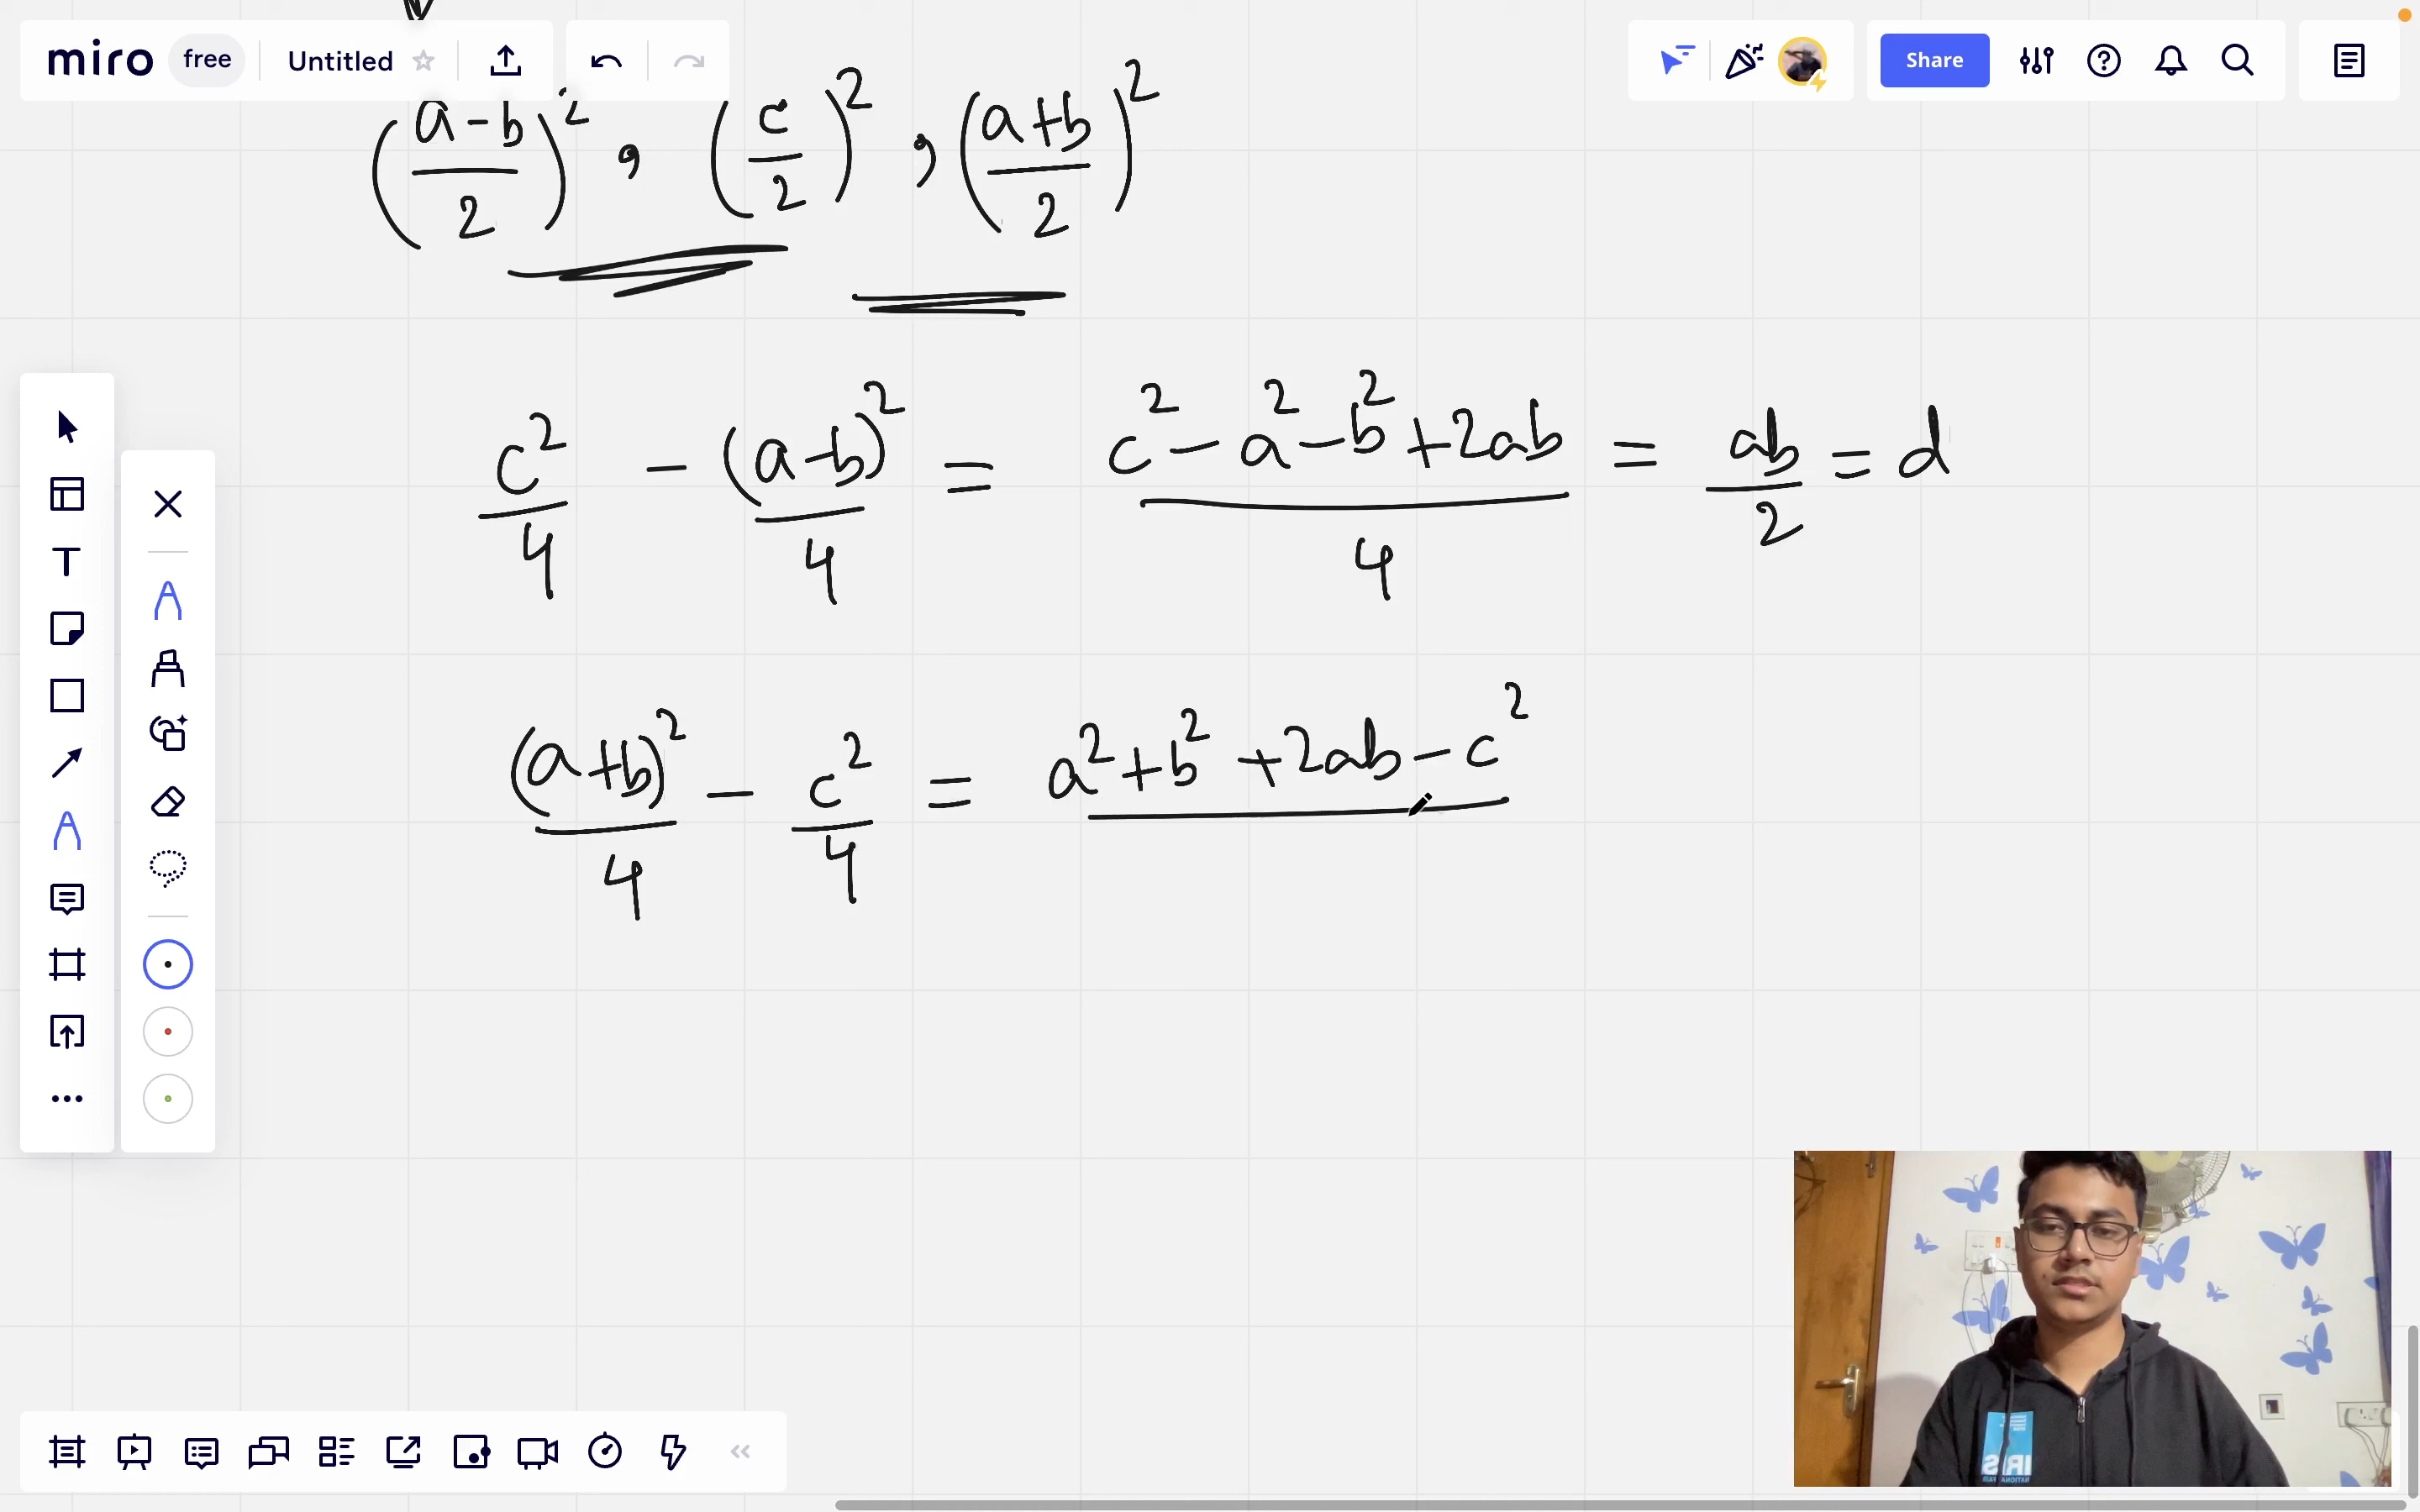 miro free Untitled Share
(a-b/2)², (c/2)², (a+b/2)²
c²/4 - (a-b)²/4 = c²-a²-b²+2ab/4 = ab/2 = d
(a+b)²/4 - c²/4 = a²+b²+2ab-c²